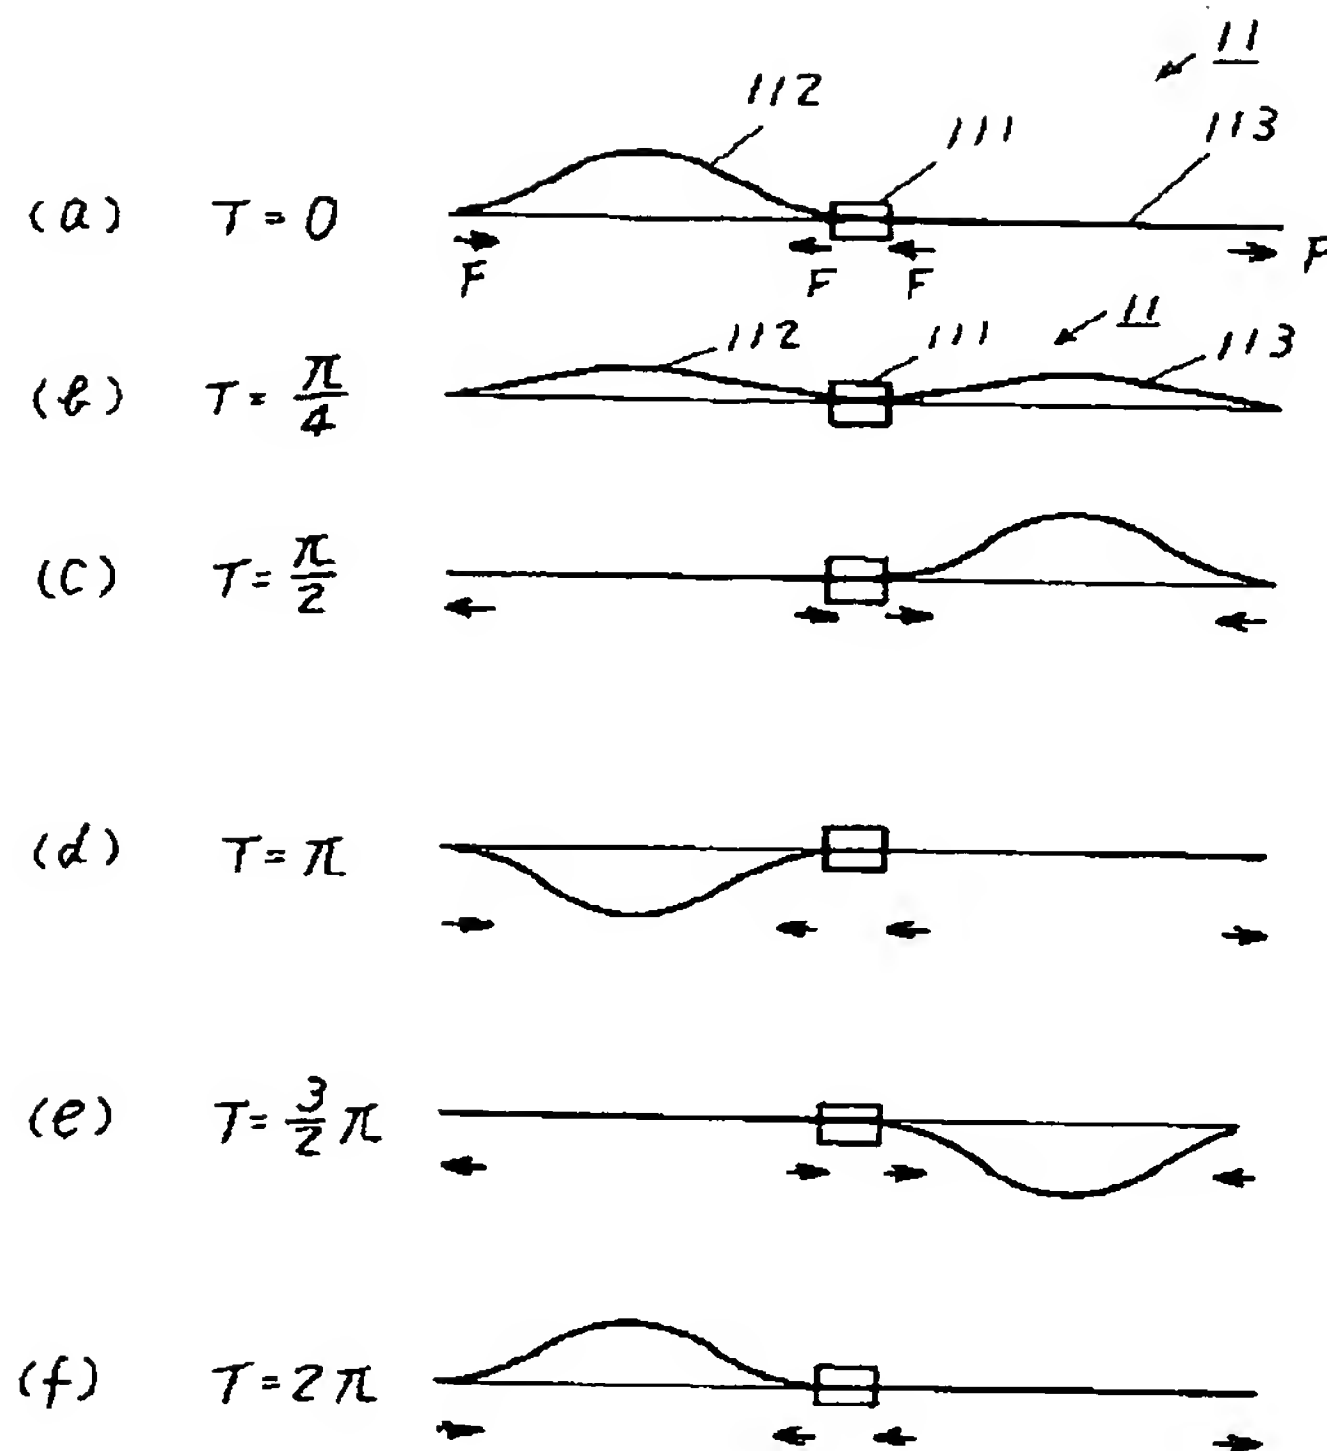 11
112
111
113
(a) T = 0
F F F F
11
112 111 113
(b) T = π/4
(c) T = π/2
(d) T = π
(e) T = 3/2 π
(f) T = 2π